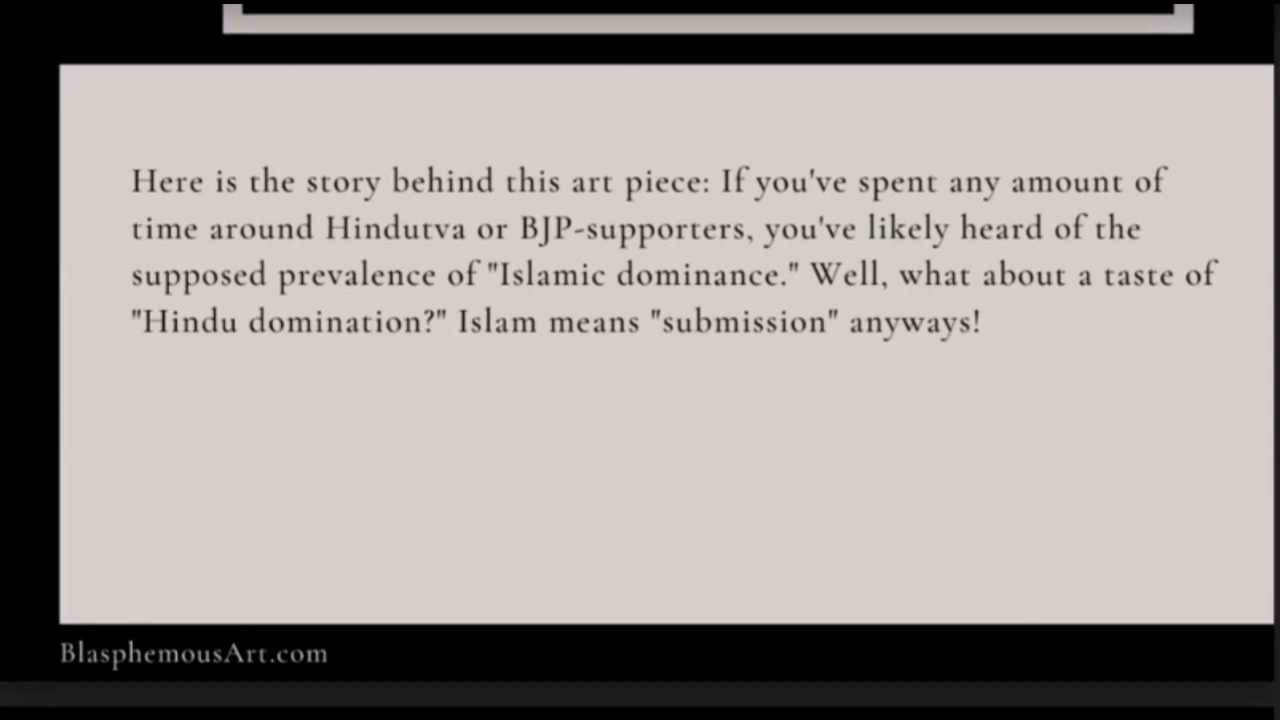 Here is the story behind this art piece: If you've spent any amount of
time around Hindutva or BJP-supporters, you've likely heard of the
supposed prevalence of "Islamic dominance." Well, what about a taste of
"Hindu domination?" Islam means "submission" anyways!
BlasphemousArt.com